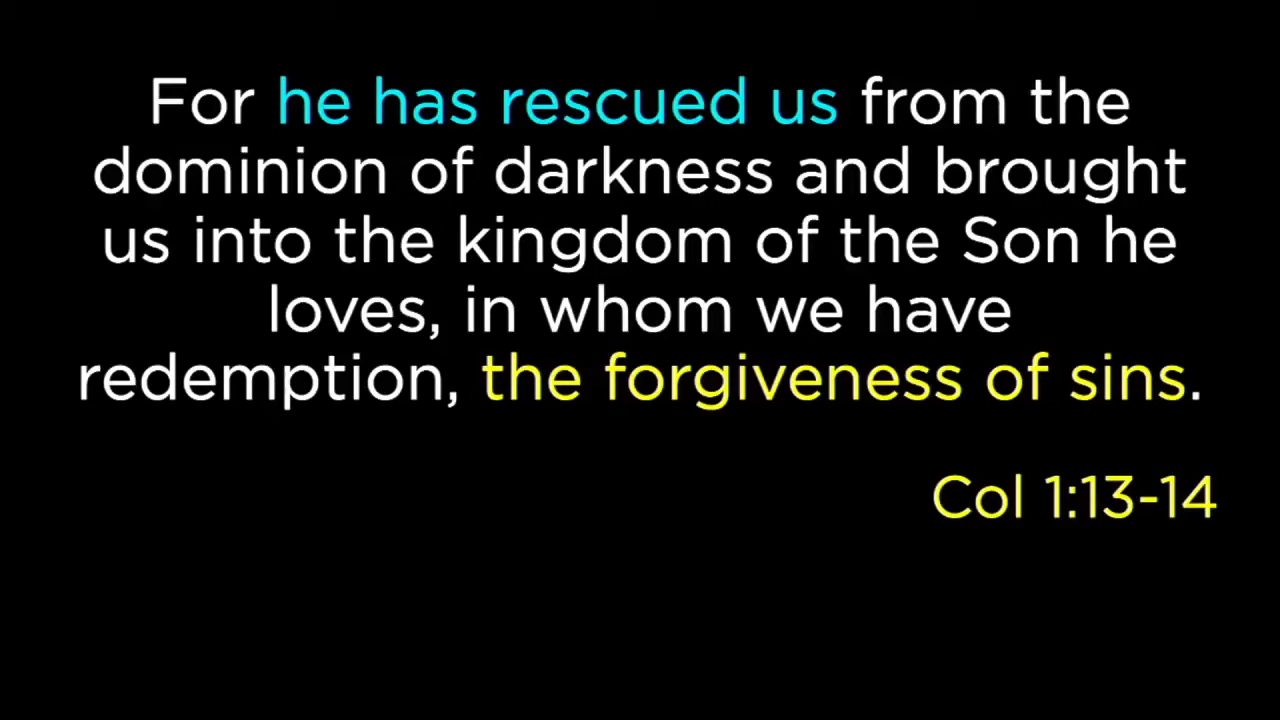 For he has rescued us from the
dominion of darkness and brought
us into the kingdom of the Son he
loves, in whom we have
redemption, the forgiveness of sins.
Col 1:13-14